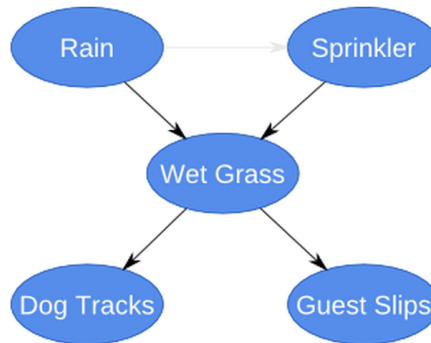 Rain
Sprinkler
Wet Grass
Dog Tracks
Guest Slips